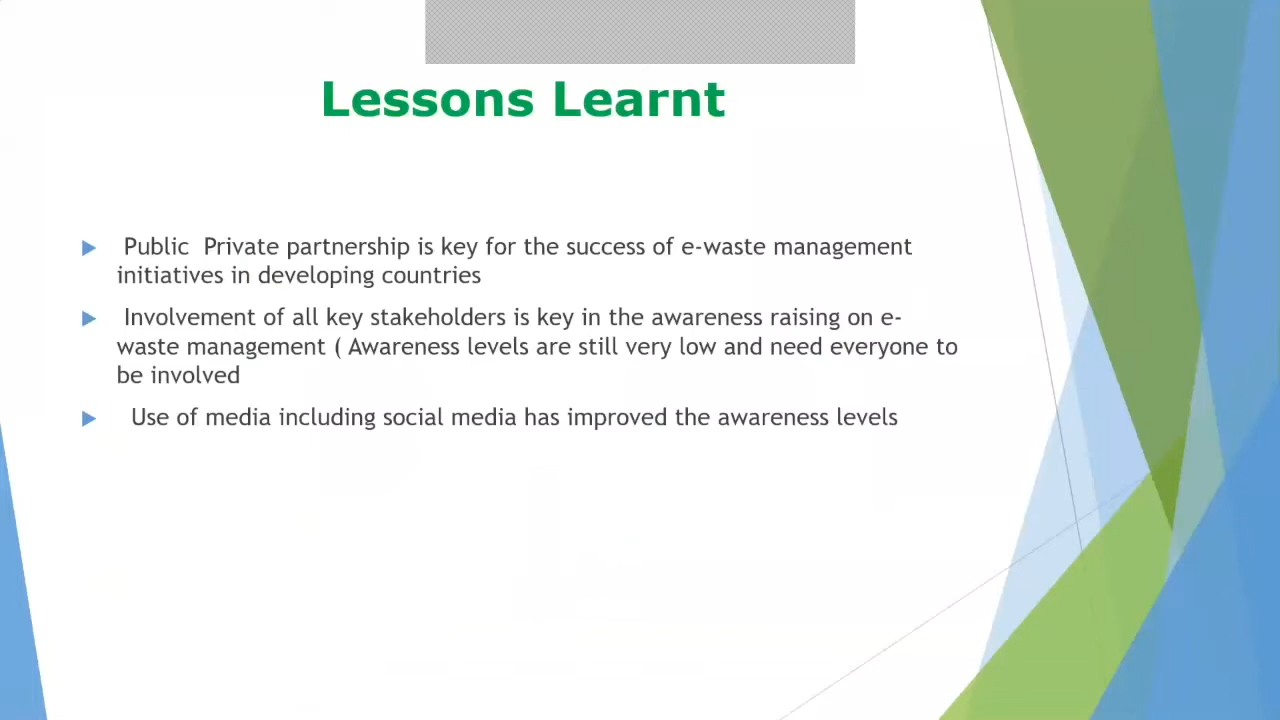 Lessons Learnt
Public  Private partnership is key for the success of e-waste management
initiatives in developing countries
Involvement of all key stakeholders is key in the awareness raising on e-
waste management ( Awareness levels are still very low and need everyone to
be involved
Use of media including social media has improved the awareness levels